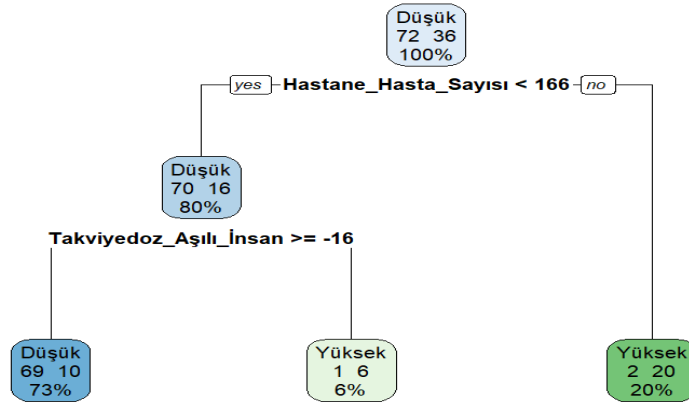 Düşük
72 36
100%
yes Hastane_Hasta_Sayısı < 166 no
Düşük
70 16
80%
Takviyedoz_Aşılı_İnsan >= -16
Düşük
69 10
73%
Yüksek
1 6
6%
Yüksek
2 20
20%